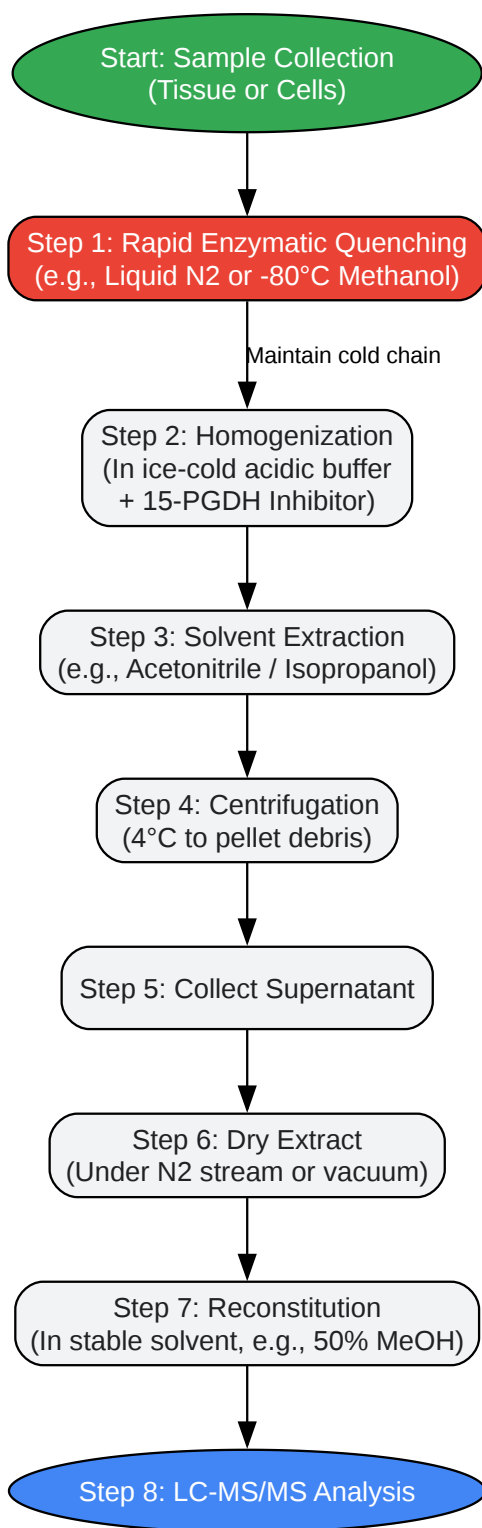 Start: Sample Collection
(Tissue or Cells)
Step 1: Rapid Enzymatic Quenching
(e.g., Liquid N2 or -80°C Methanol)
Maintain cold chain
Step 2: Homogenization
(In ice-cold acidic buffer
+ 15-PGDH Inhibitor)
Step 3: Solvent Extraction
(e.g., Acetonitrile / Isopropanol)
Step 4: Centrifugation
(4°C to pellet debris)
Step 5: Collect Supernatant
Step 6: Dry Extract
(Under N2 stream or vacuum)
Step 7: Reconstitution
(In stable solvent, e.g., 50% MeOH)
Step 8: LC-MS/MS Analysis